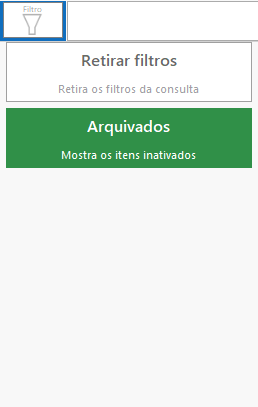 Filtro
Retirar filtros
Retira os filtros da consulta
Arquivados
Mostra os itens inativados